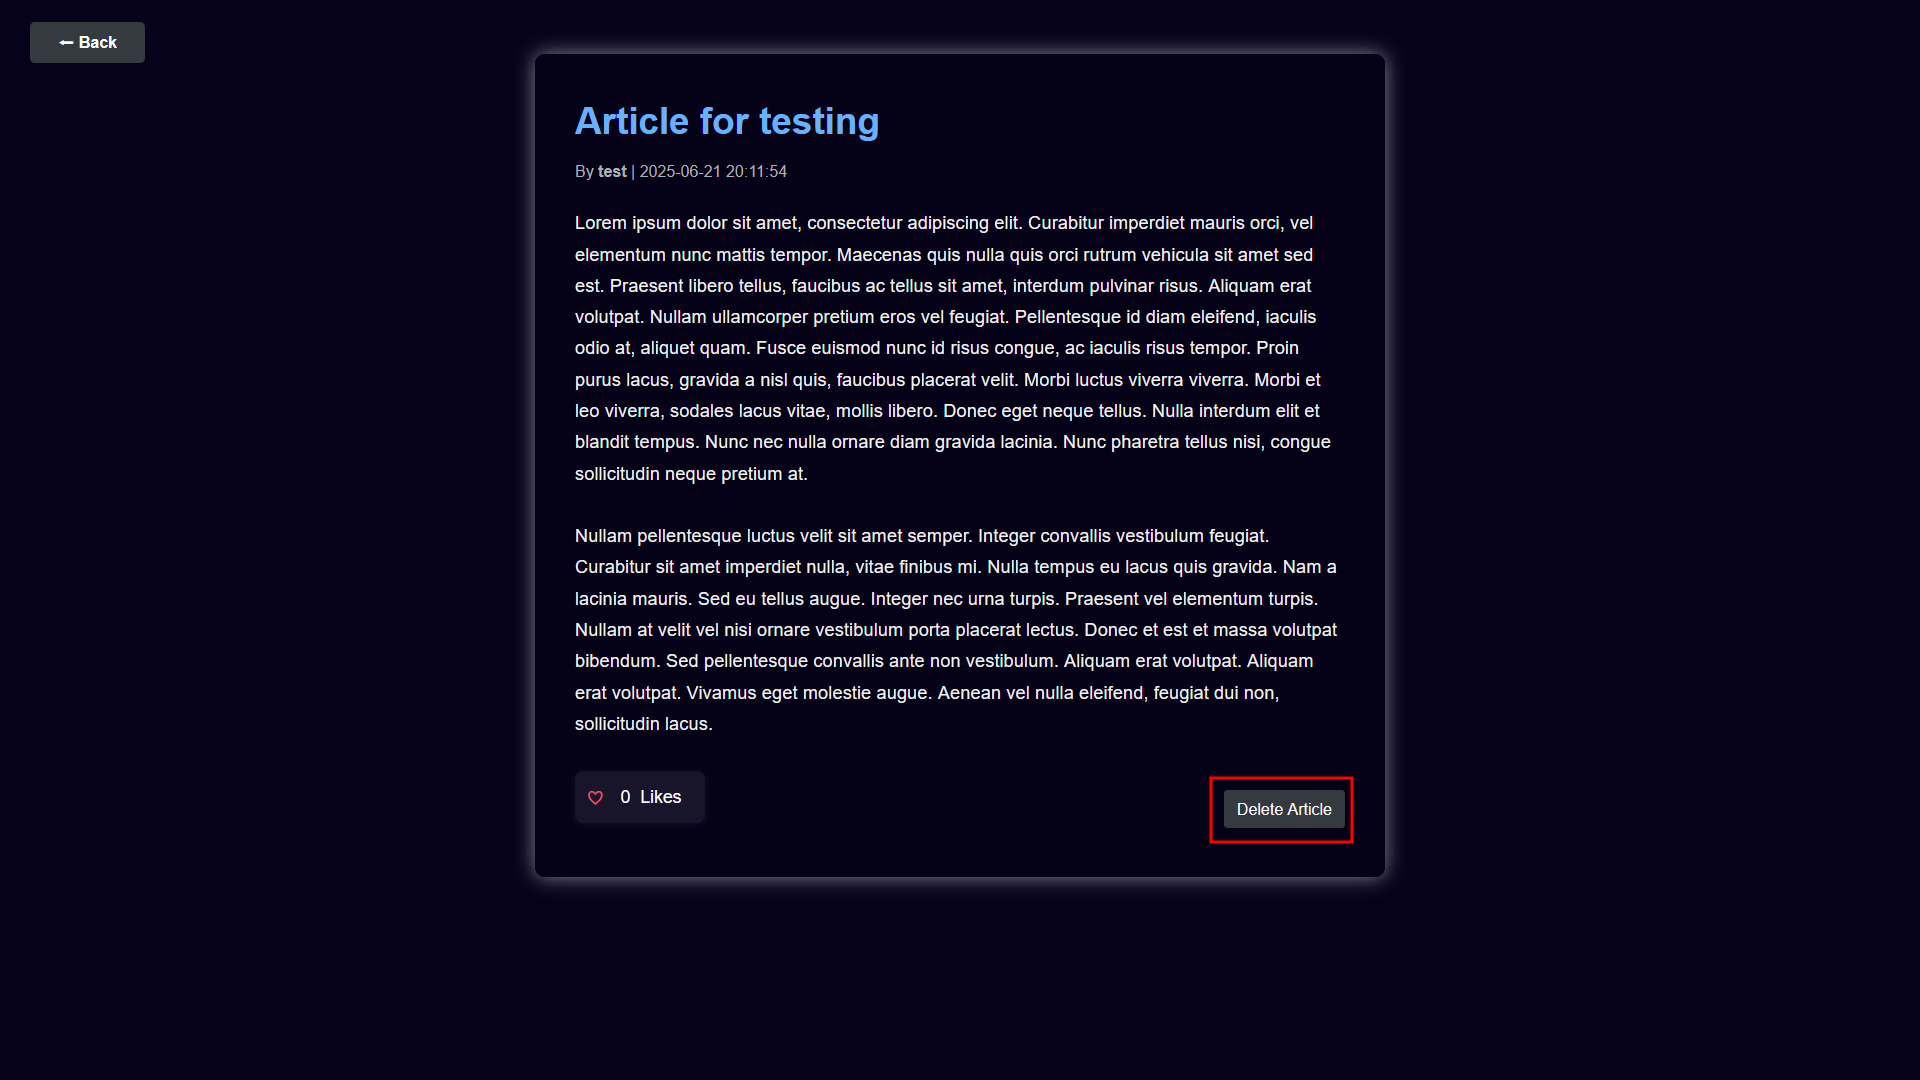 ← Back
Article for testing
By test | 2025-06-21 20:11:54
Lorem ipsum dolor sit amet, consectetur adipiscing elit. Curabitur imperdiet mauris orci, vel
elementum nunc mattis tempor. Maecenas quis nulla quis orci rutrum vehicula sit amet sed
est. Praesent libero tellus, faucibus ac tellus sit amet, interdum pulvinar risus. Aliquam erat
volutpat. Nullam ullamcorper pretium eros vel feugiat. Pellentesque id diam eleifend, iaculis
odio at, aliquet quam. Fusce euismod nunc id risus congue, ac iaculis risus tempor. Proin
purus lacus, gravida a nisl quis, faucibus placerat velit. Morbi luctus viverra viverra. Morbi et
leo viverra, sodales lacus vitae, mollis libero. Donec eget neque tellus. Nulla interdum elit et
blandit tempus. Nunc nec nulla ornare diam gravida lacinia. Nunc pharetra tellus nisi, congue
sollicitudin neque pretium at.
Nullam pellentesque luctus velit sit amet semper. Integer convallis vestibulum feugiat.
Curabitur sit amet imperdiet nulla, vitae finibus mi. Nulla tempus eu lacus quis gravida. Nam a
lacinia mauris. Sed eu tellus augue. Integer nec urna turpis. Praesent vel elementum turpis.
Nullam at velit vel nisi ornare vestibulum porta placerat lectus. Donec et est et massa volutpat
bibendum. Sed pellentesque convallis ante non vestibulum. Aliquam erat volutpat. Aliquam
erat volutpat. Vivamus eget molestie augue. Aenean vel nulla eleifend, feugiat dui non,
sollicitudin lacus.
0 Likes
Delete Article